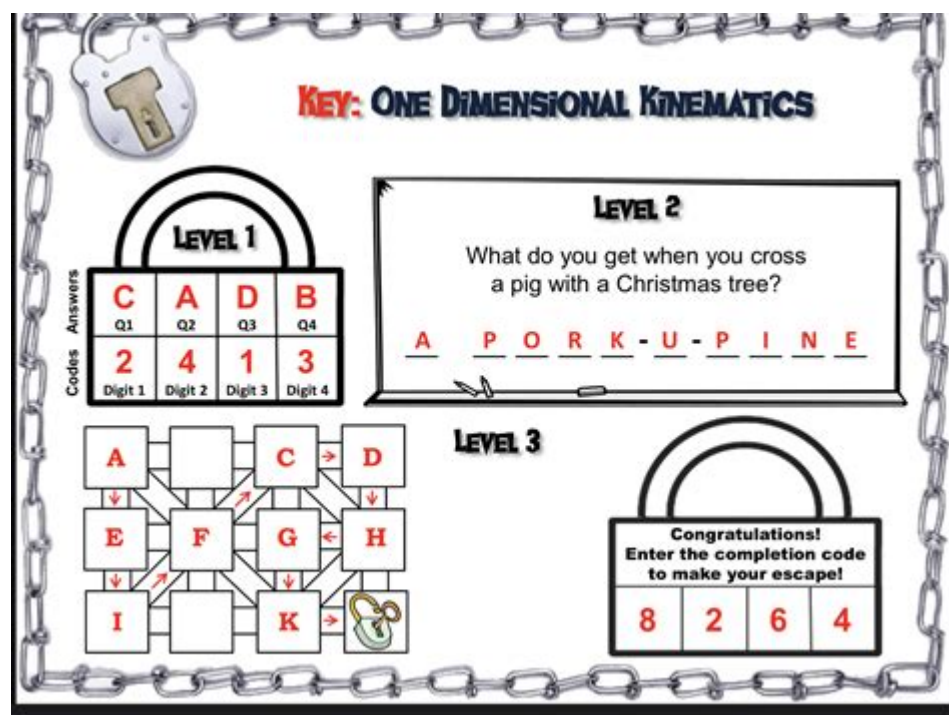 KEY: ONE DIMENSIONAL KINEMATICS
LEVEL 1
Answers
C A D B
Q1 Q2 Q3 Q4
Codes
2 4 1 3
Digit 1 Digit 2 Digit 3 Digit 4
LEVEL 2
What do you get when you cross
a pig with a Christmas tree?
A PORK-U-PINE
LEVEL 3
A C D
E F G H
I K
Congratulations!
Enter the completion code
to make your escape!
8 2 6 4